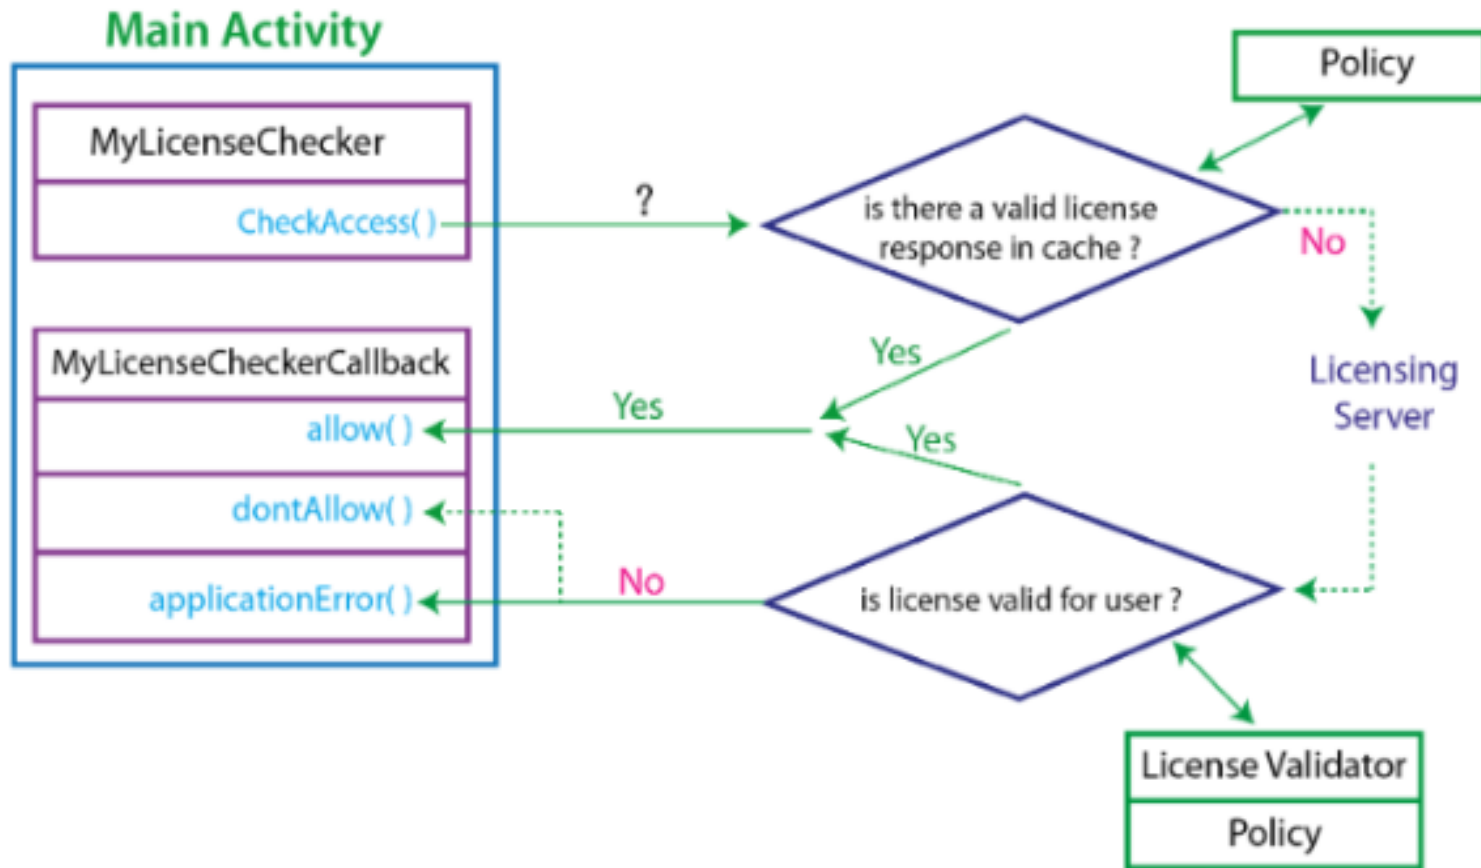 Main Activity
Policy
MyLicenseChecker
CheckAccess( )
?
is there a valid license
response in cache ?
No
Yes
MyLicenseCheckerCallback
Licensing
Server
allow( )
Yes
Yes
dontAllow( )
applicationError( )
No
is license valid for user ?
License Validator
Policy